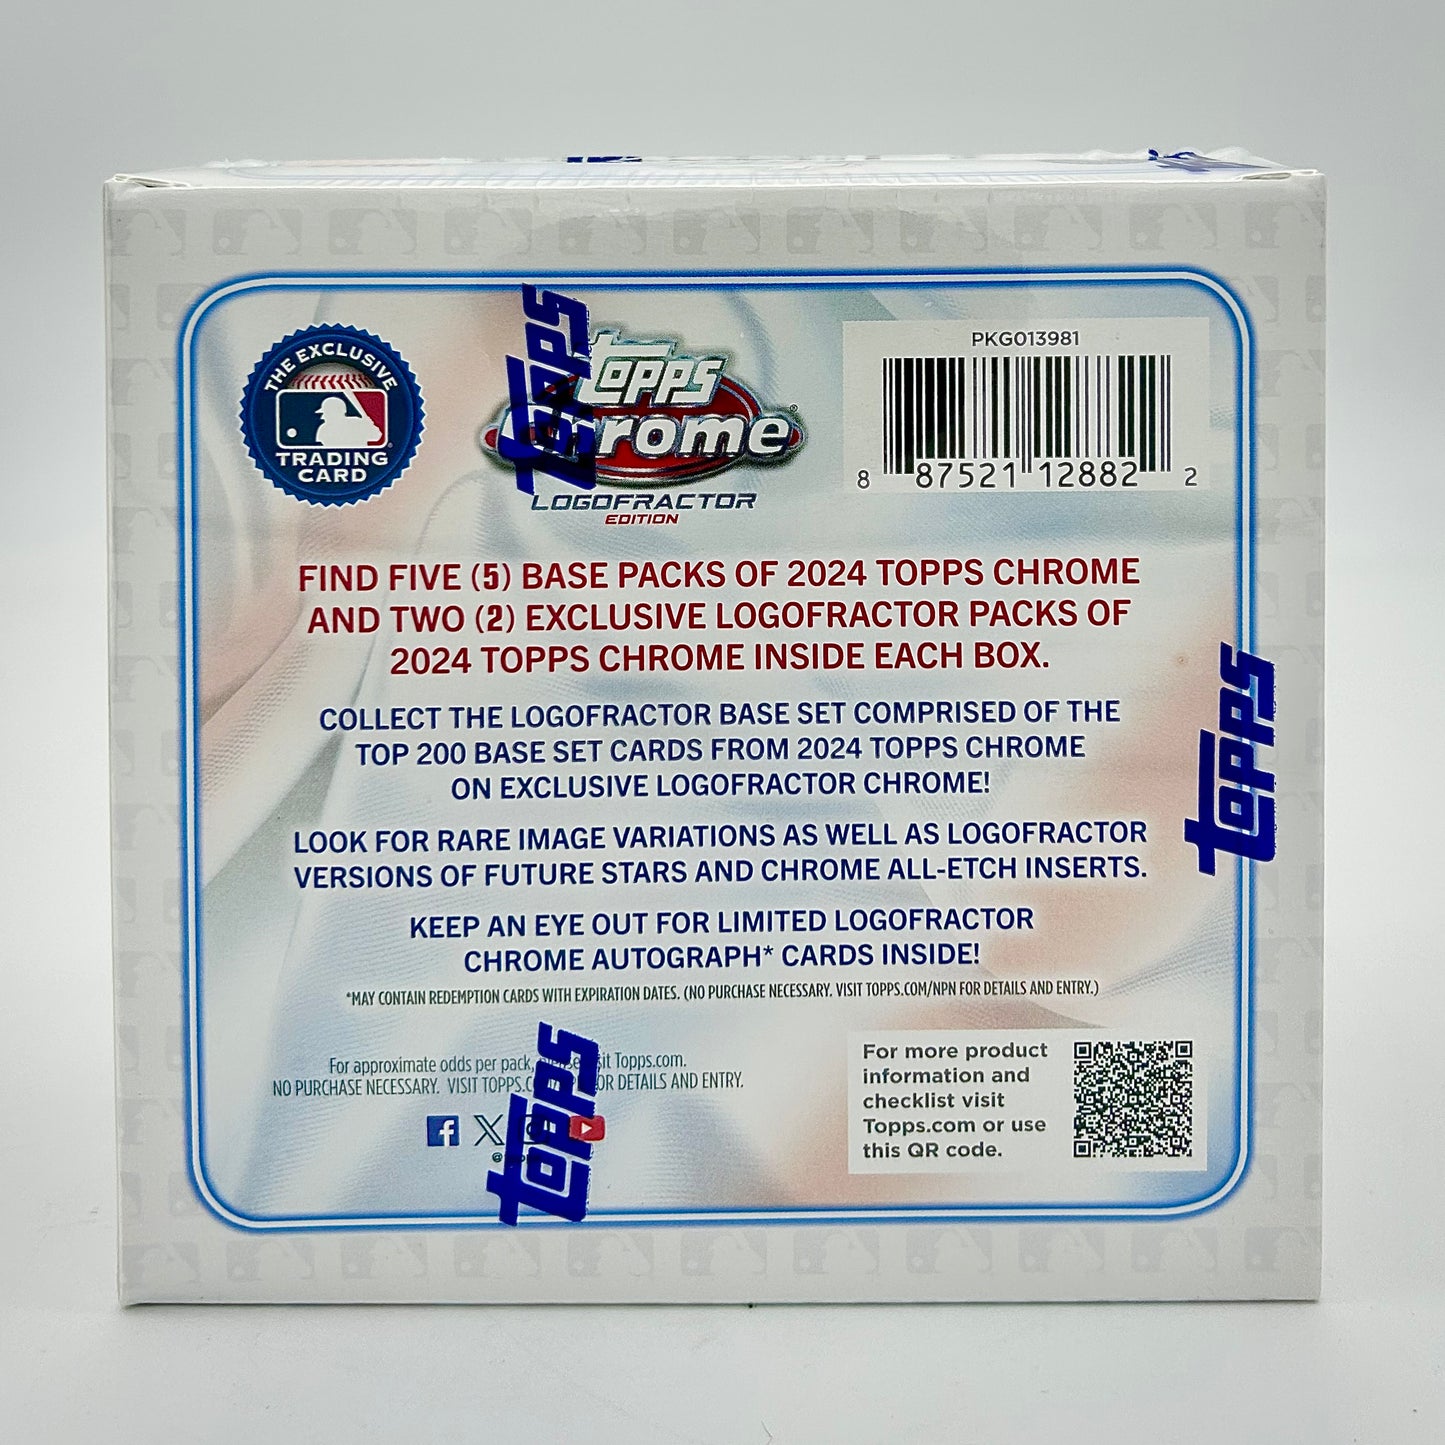 THE EXCLUSIVE
TRADING
CARD
Topps
Topps
Chrome
LOGOFRACTOR
EDITION
PKG013981
8 87521 12882 2
FIND FIVE (5) BASE PACKS OF 2024 TOPPS CHROME
AND TWO (2) EXCLUSIVE LOGOFRACTOR PACKS OF
2024 TOPPS CHROME INSIDE EACH BOX.
COLLECT THE LOGOFRACTOR BASE SET COMPRISED OF THE
TOP 200 BASE SET CARDS FROM 2024 TOPPS CHROME
ON EXCLUSIVE LOGOFRACTOR CHROME!
Topps
LOOK FOR RARE IMAGE VARIATIONS AS WELL AS LOGOFRACTOR
VERSIONS OF FUTURE STARS AND CHROME ALL-ETCH INSERTS.
KEEP AN EYE OUT FOR LIMITED LOGOFRACTOR
CHROME AUTOGRAPH* CARDS INSIDE!
*MAY CONTAIN REDEMPTION CARDS WITH EXPIRATION DATES. (NO PURCHASE NECESSARY. VISIT TOPPS.COM/NPN FOR DETAILS AND ENTRY.)
For approximate odds per pack, please visit Topps.com.
NO PURCHASE NECESSARY. VISIT DETAILS AND ENTRY.
Topps
For more product
information and
checklist visit
Topps.com or use
this QR code.